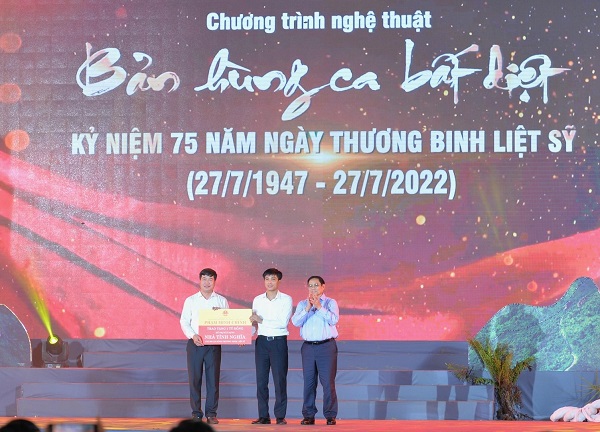 Chương trình nghệ thuật
Bản hùng ca bất diệt
KỶ NIỆM 75 NĂM NGÀY THƯƠNG BINH LIỆT SỸ
(27/7/1947 - 27/7/2022)
NHÀ TÌNH NGHĨA